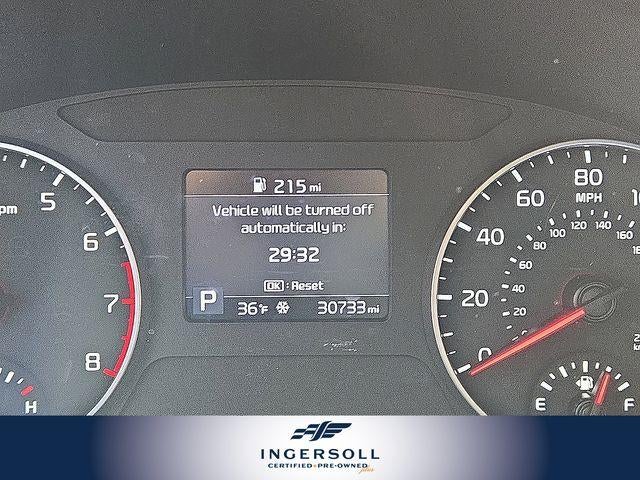 215 mi
Vehicle will be turned off
automatically in:
29:32
[OK] : Reset
P 36°F 30733 mi
pm
5
6
7
8
H
0
20
40
60
80
MPH
20
40
60
80
100
120
140
160
E F
INGERSOLL
CERTIFIED • PRE-OWNED plus